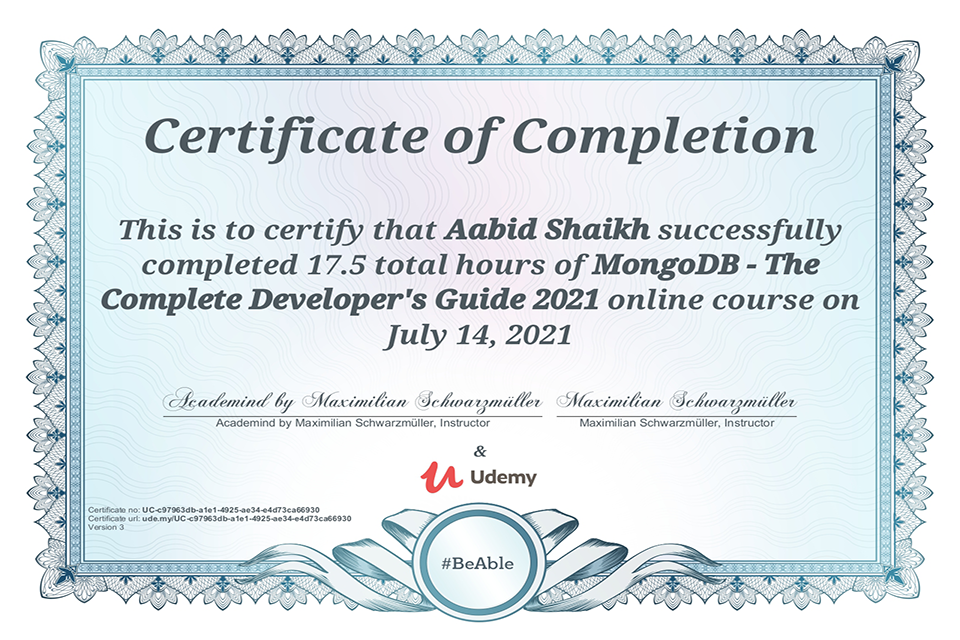 Certificate of Completion
This is to certify that Aabid Shaikh successfully
completed 17.5 total hours of MongoDB - The
Complete Developer's Guide 2021 online course on
July 14, 2021
Academind by Maximilian Schwarzmüller Maximilian Schwarzmüller
Academind by Maximilian Schwarzmüller, Instructor Maximilian Schwarzmüller, Instructor
&
Udemy
Certificate no: UC-c97963db-a1e1-4925-ae34-e4d73ca66930
Certificate url: ude.my/UC-c97963db-a1e1-4925-ae34-e4d73ca66930
Version 3
#BeAble